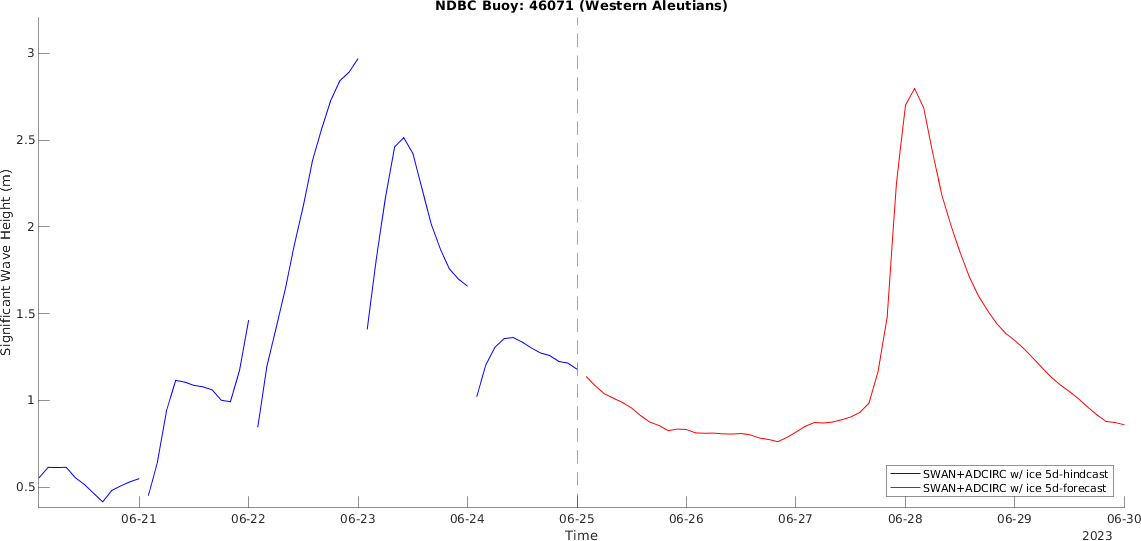 NDBC Buoy: 46071 (Western Aleutians)
3
2.5
2
1.5
1
0.5
Significant Wave Height (m)
SWAN+ADCIRC w/ ice 5d-hindcast
SWAN+ADCIRC w/ ice 5d-forecast
06-21 06-22 06-23 06-24 06-25 06-26 06-27 06-28 06-29 06-30
Time
2023